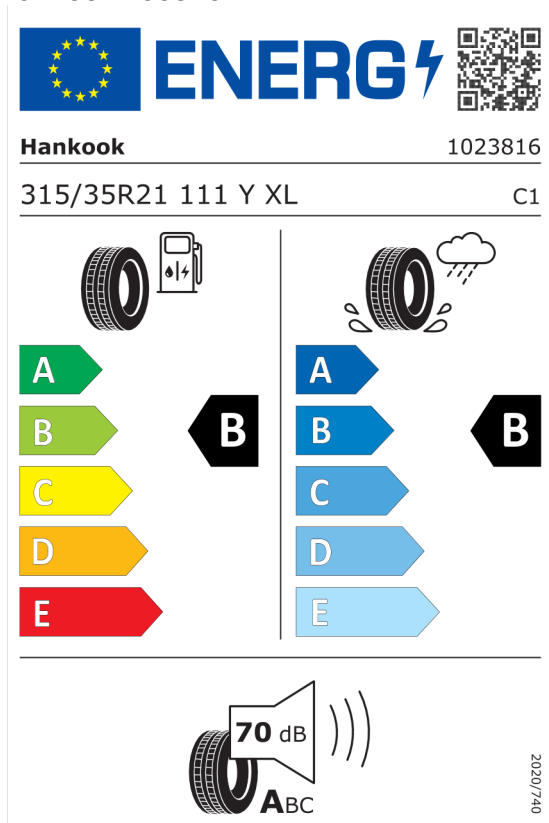 ENERG
Hankook 1023816
315/35R21 111 Y XL C1
A
B B
C
D
E
A
B B
C
D
E
70 dB
ABC
2020/740